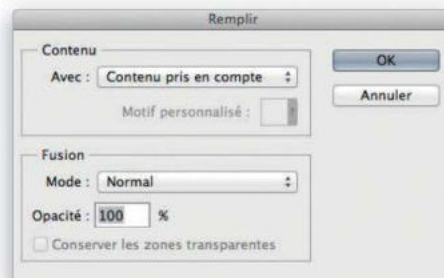 Remplir
Contenu
Avec : Contenu pris en compte
Motif personnalisé :
OK
Annuler
Fusion
Mode : Normal
Opacité : 100 %
Conserver les zones transparentes